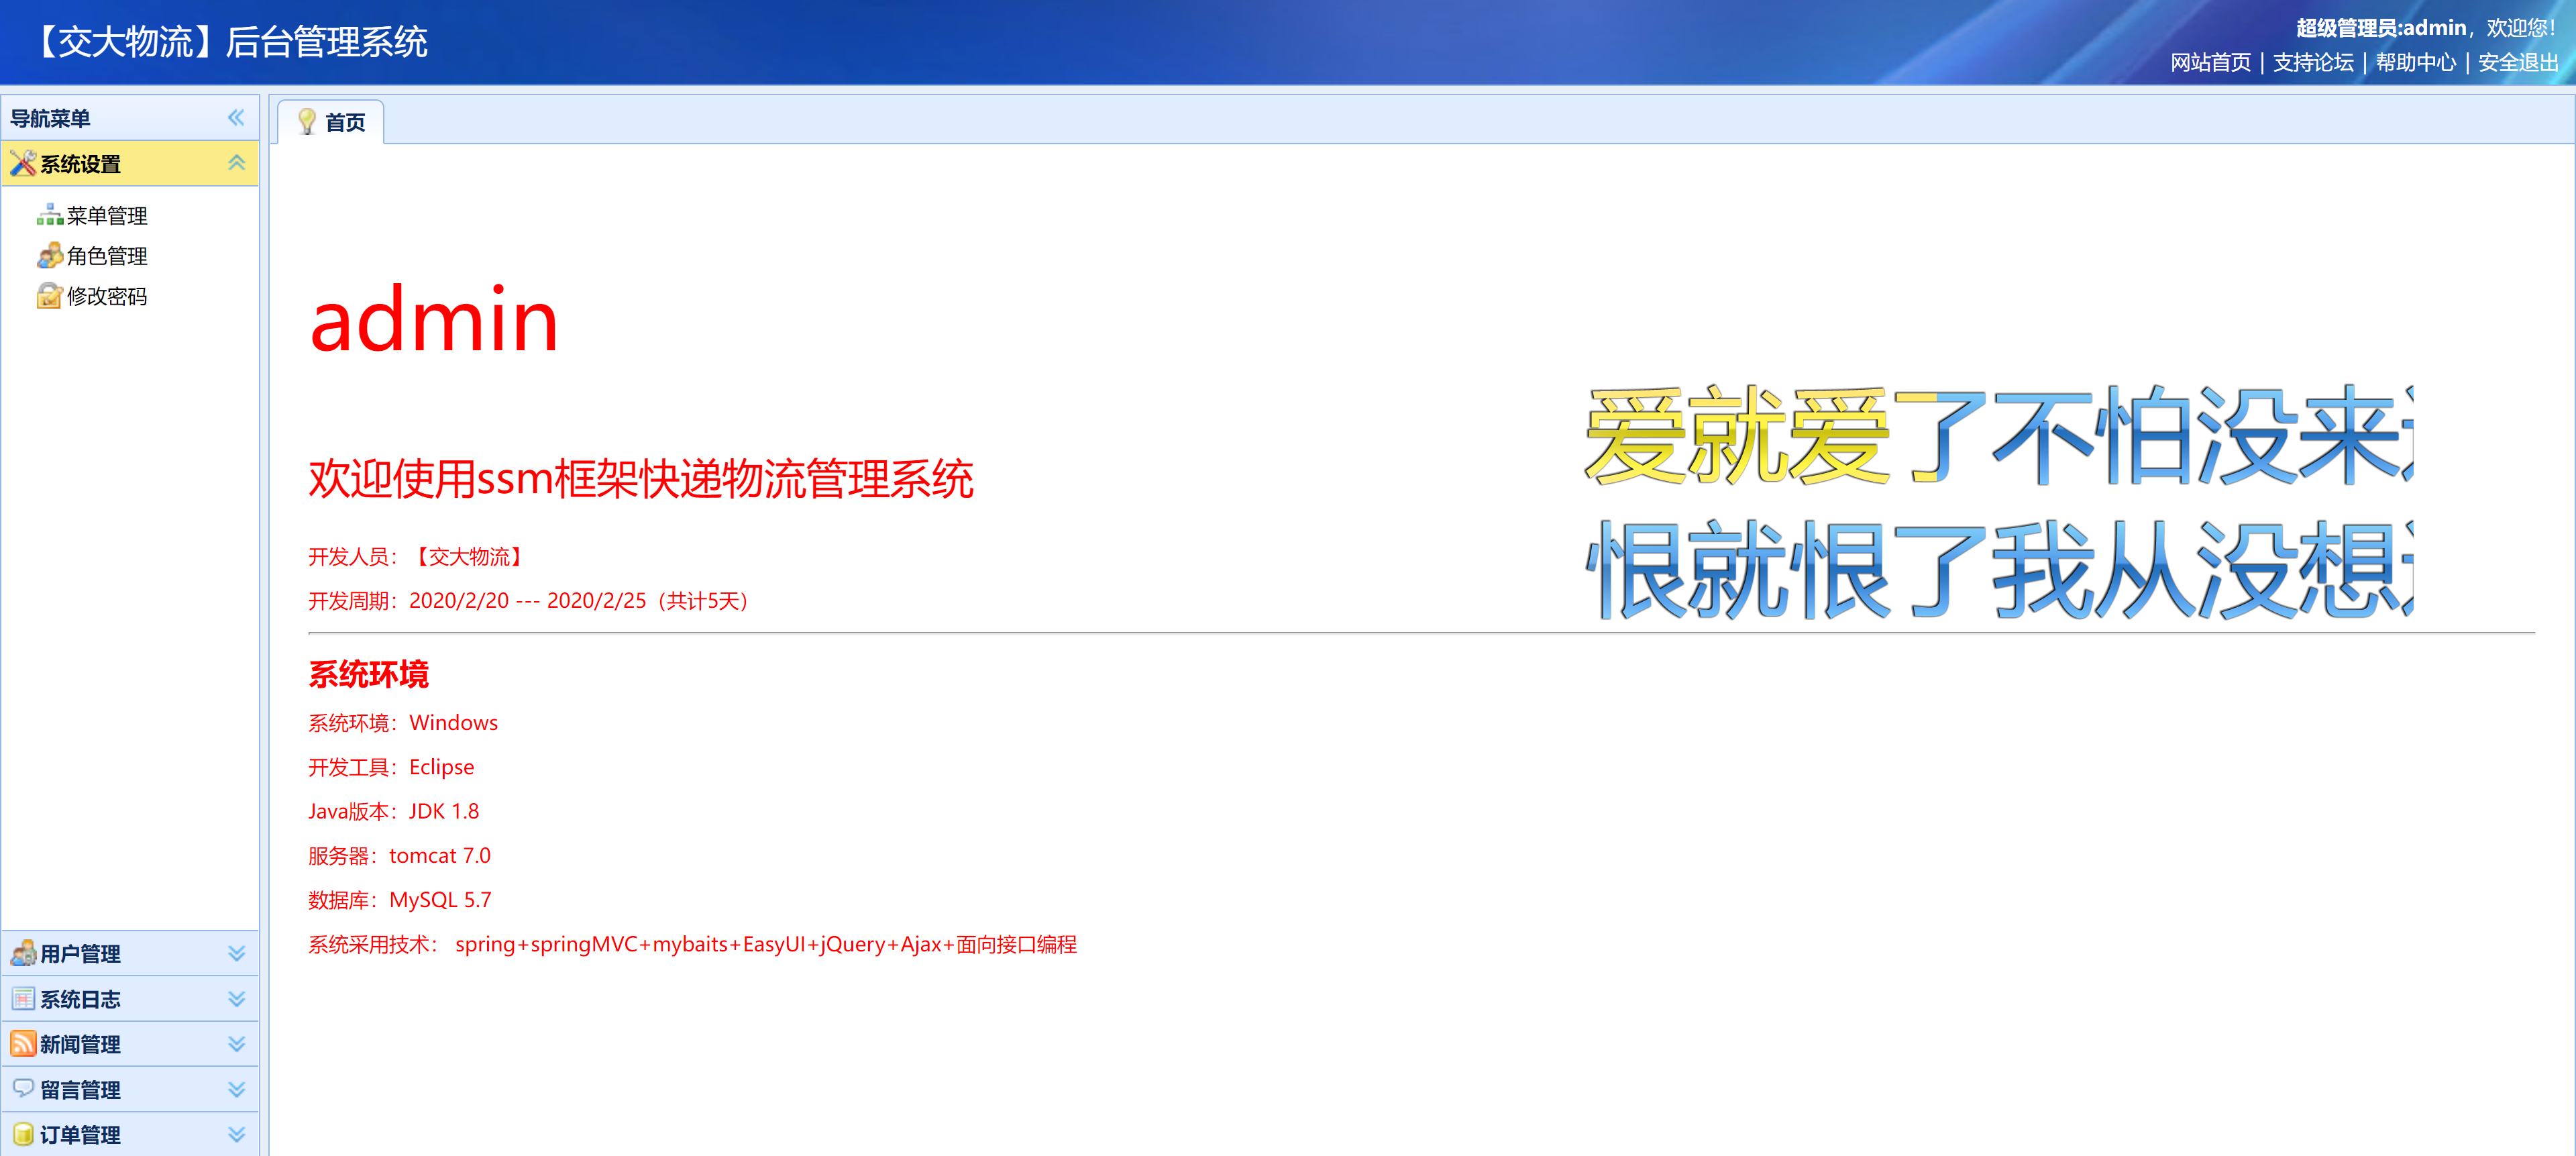 【交大物流】后台管理系统
超级管理员:admin，欢迎您！
网站首页 | 支持论坛 | 帮助中心 | 安全退出
导航菜单
系统设置
菜单管理
角色管理
修改密码
用户管理
系统日志
新闻管理
留言管理
订单管理
首页
admin
爱就爱了不怕没来
恨就恨了我从没想
欢迎使用ssm框架快递物流管理系统
开发人员：【交大物流】
开发周期：2020/2/20 --- 2020/2/25（共计5天）
系统环境
系统环境：Windows
开发工具：Eclipse
Java版本：JDK 1.8
服务器：tomcat 7.0
数据库：MySQL 5.7
系统采用技术： spring+springMVC+mybaits+EasyUI+jQuery+Ajax+面向接口编程